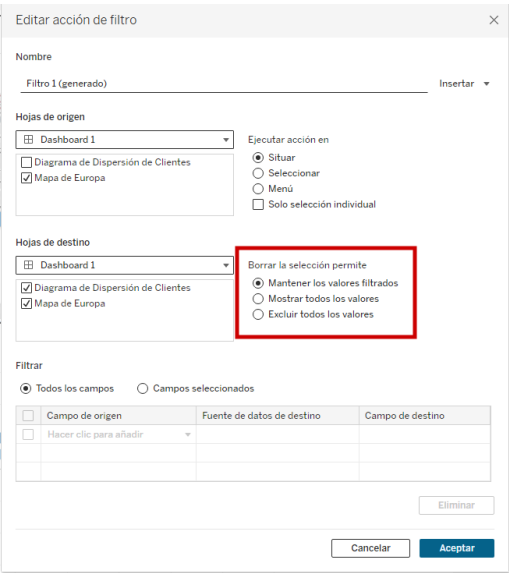 Editar acción de filtro
Nombre
Filtro 1 (generado)
Insertar
Hojas de origen
Dashboard 1
Ejecutar acción en
Diagrama de Dispersión de Clientes
Situar
Mapa de Europa
Seleccionar
Menú
Solo selección individual
Hojas de destino
Dashboard 1
Borrar la selección permite
Diagrama de Dispersión de Clientes
Mantener los valores filtrados
Mapa de Europa
Mostrar todos los valores
Excluir todos los valores
Filtrar
Todos los campos Campos seleccionados
Campo de origen Fuente de datos de destino Campo de destino
Hacer clic para añadir
Eliminar
Cancelar Aceptar